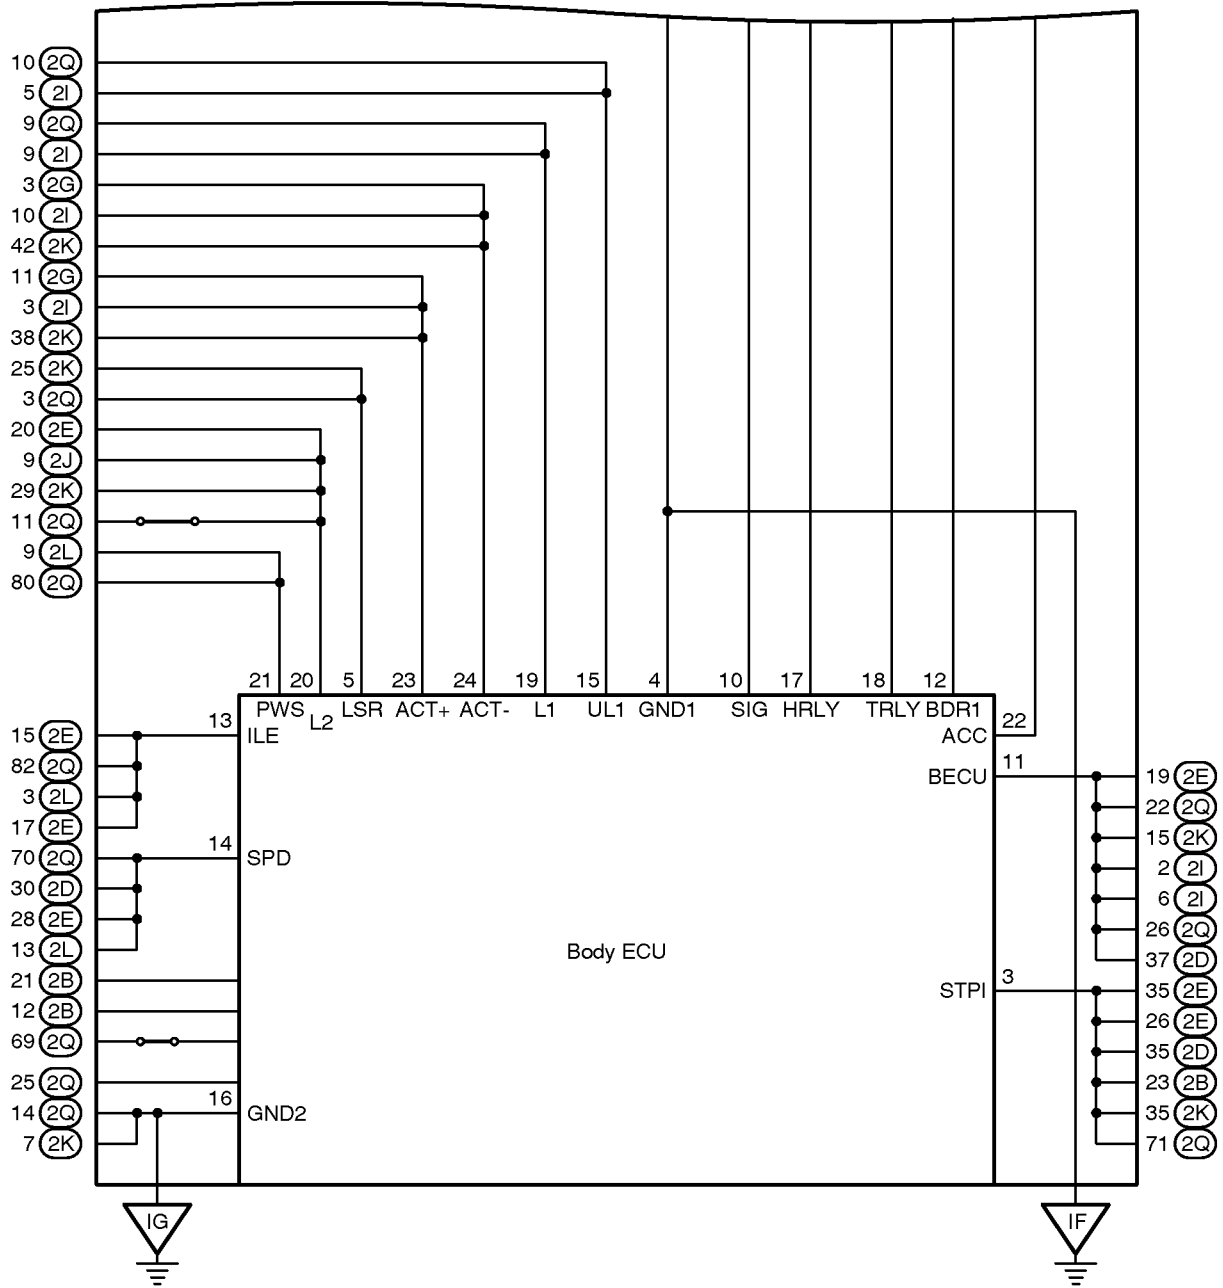 10 2Q
5 2I
9 2Q
9 2I
3 2G
10 2I
42 2K
11 2G
3 2I
38 2K
25 2K
3 2Q
20 2E
9 2J
29 2K
11 2Q
9 2L
80 2Q
21 20 5 23 24 19 15 4 10 17 18 12
PWS L2 LSR ACT+ ACT- L1 UL1 GND1 SIG HRLY TRLY BDR1
15 2E 13 ILE
ACC 22
82 2Q
BECU 11 19 2E
3 2L
22 2Q
17 2E
15 2K
70 2Q 14 SPD
2 2I
30 2D
6 2I
28 2E
26 2Q
13 2L
Body ECU
37 2D
21 2B
STPI 3 35 2E
12 2B
26 2E
69 2Q
35 2D
25 2Q
23 2B
14 2Q 16 GND2
35 2K
7 2K
71 2Q
IG
IF